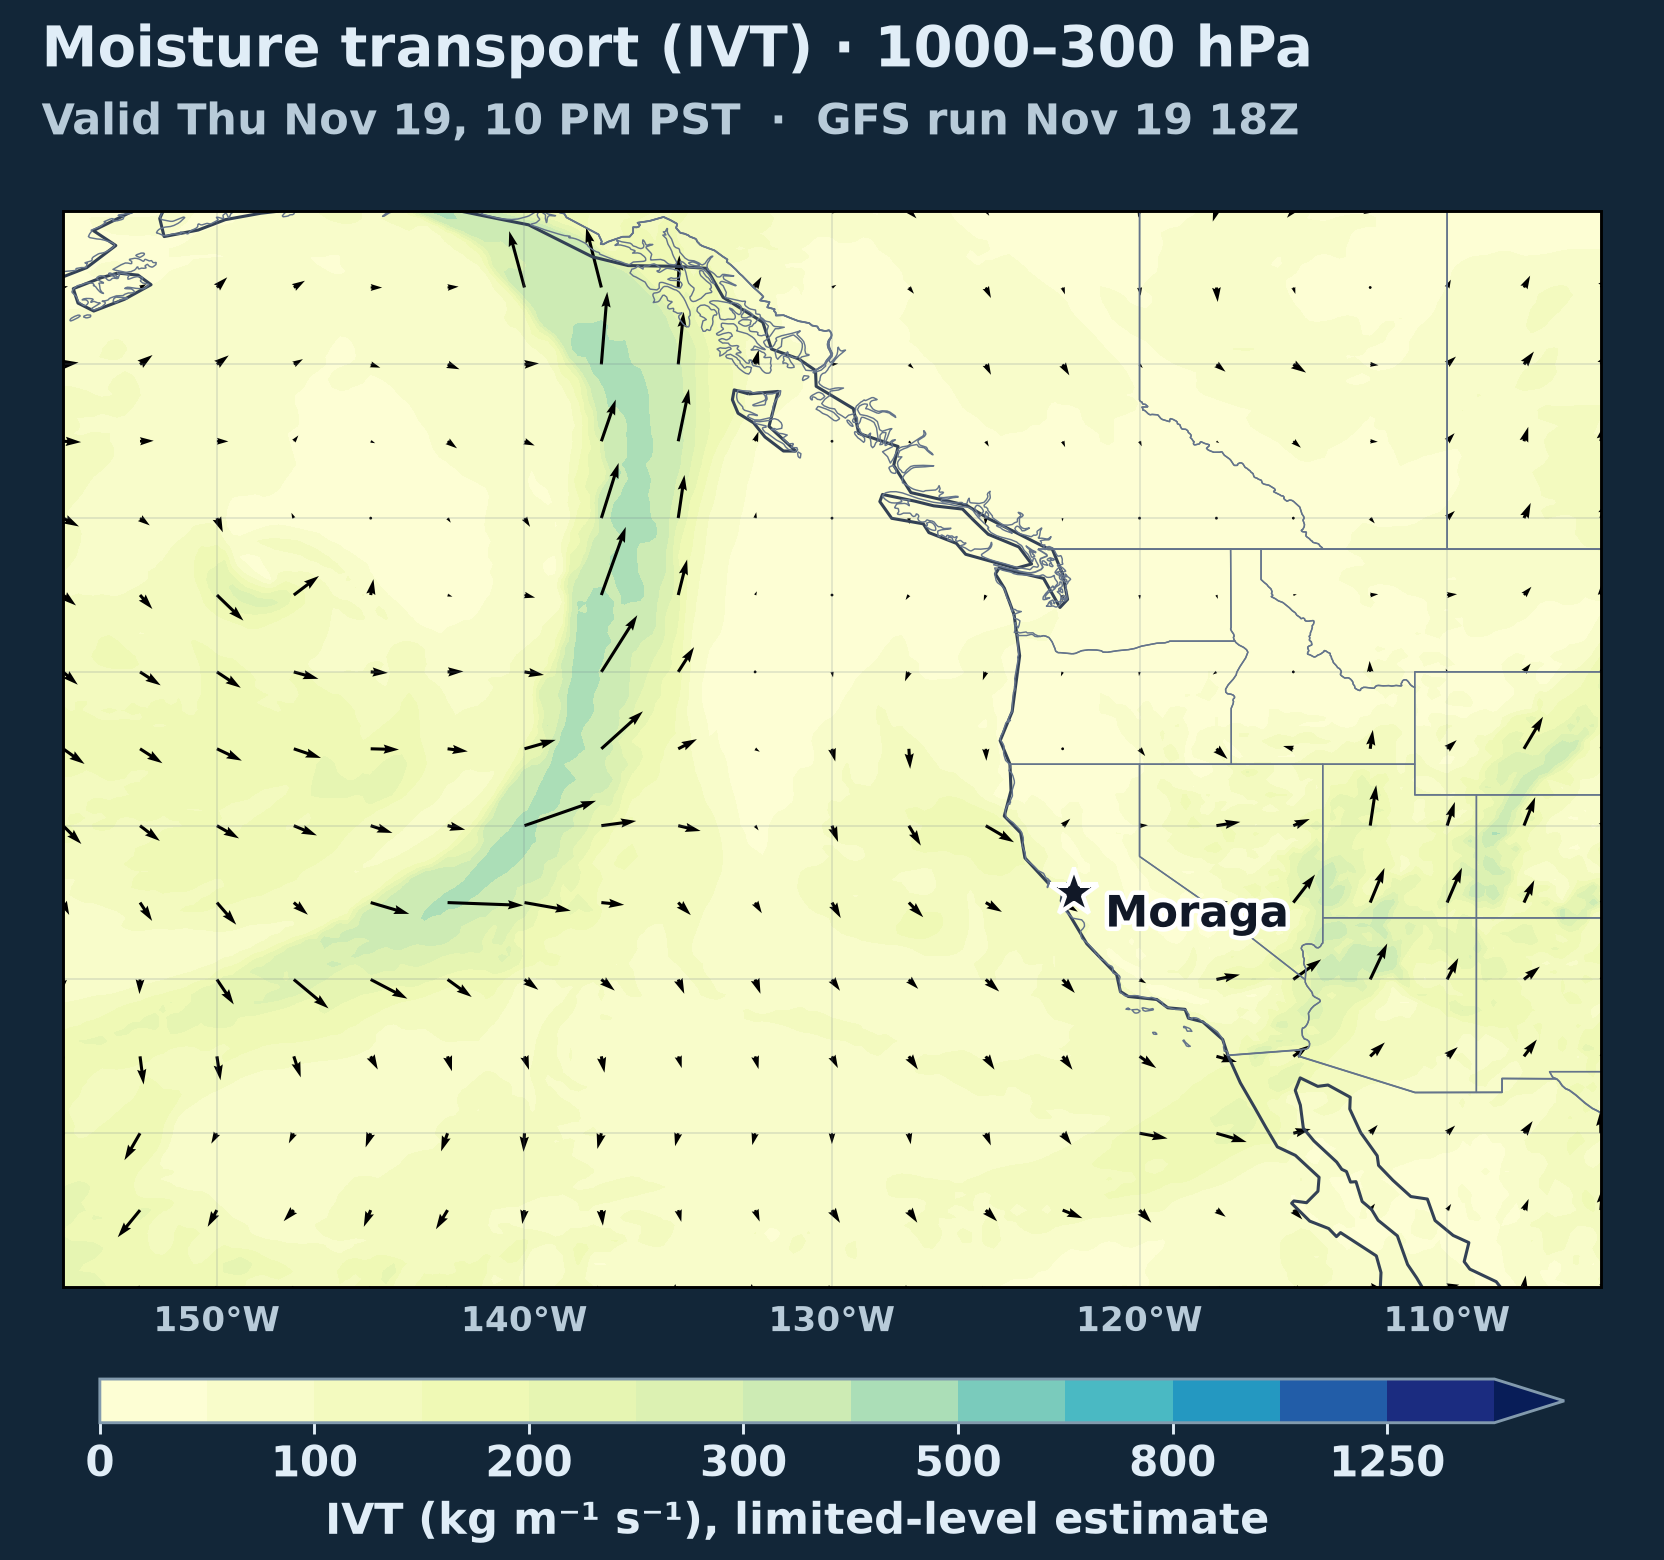 Moisture transport (IVT) · 1000–300 hPa
Valid Thu Nov 19, 10 PM PST · GFS run Nov 19 18Z
Moraga
150°W 140°W 130°W 120°W 110°W
0 100 200 300 500 800 1250
IVT (kg m⁻¹ s⁻¹), limited-level estimate